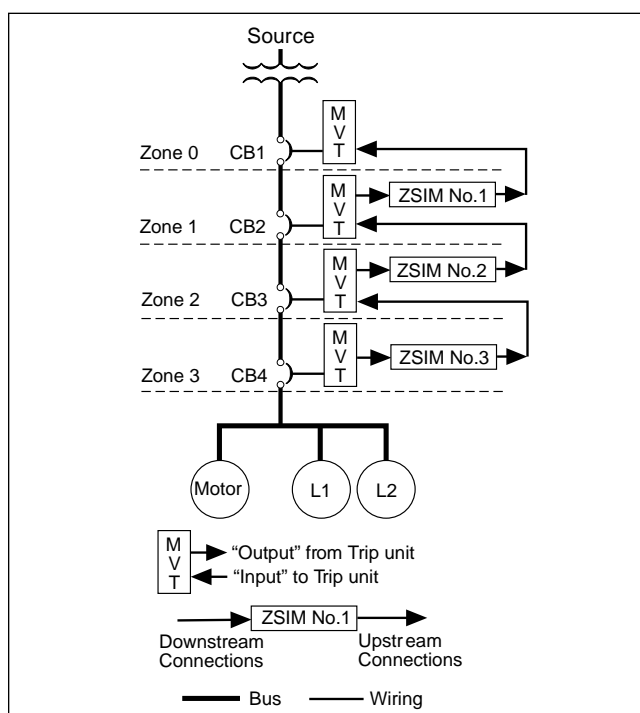 Source
M
V
T
Zone 0 CB1
M
V
T
ZSIM No.1
Zone 1 CB2
M
V
T
ZSIM No.2
Zone 2 CB3
M
V
T
ZSIM No.3
Zone 3 CB4
Motor L1 L2
M
V
T
“Output” from Trip unit
“Input” to Trip unit
ZSIM No.1
Downstream Connections
Upstream Connections
Bus Wiring